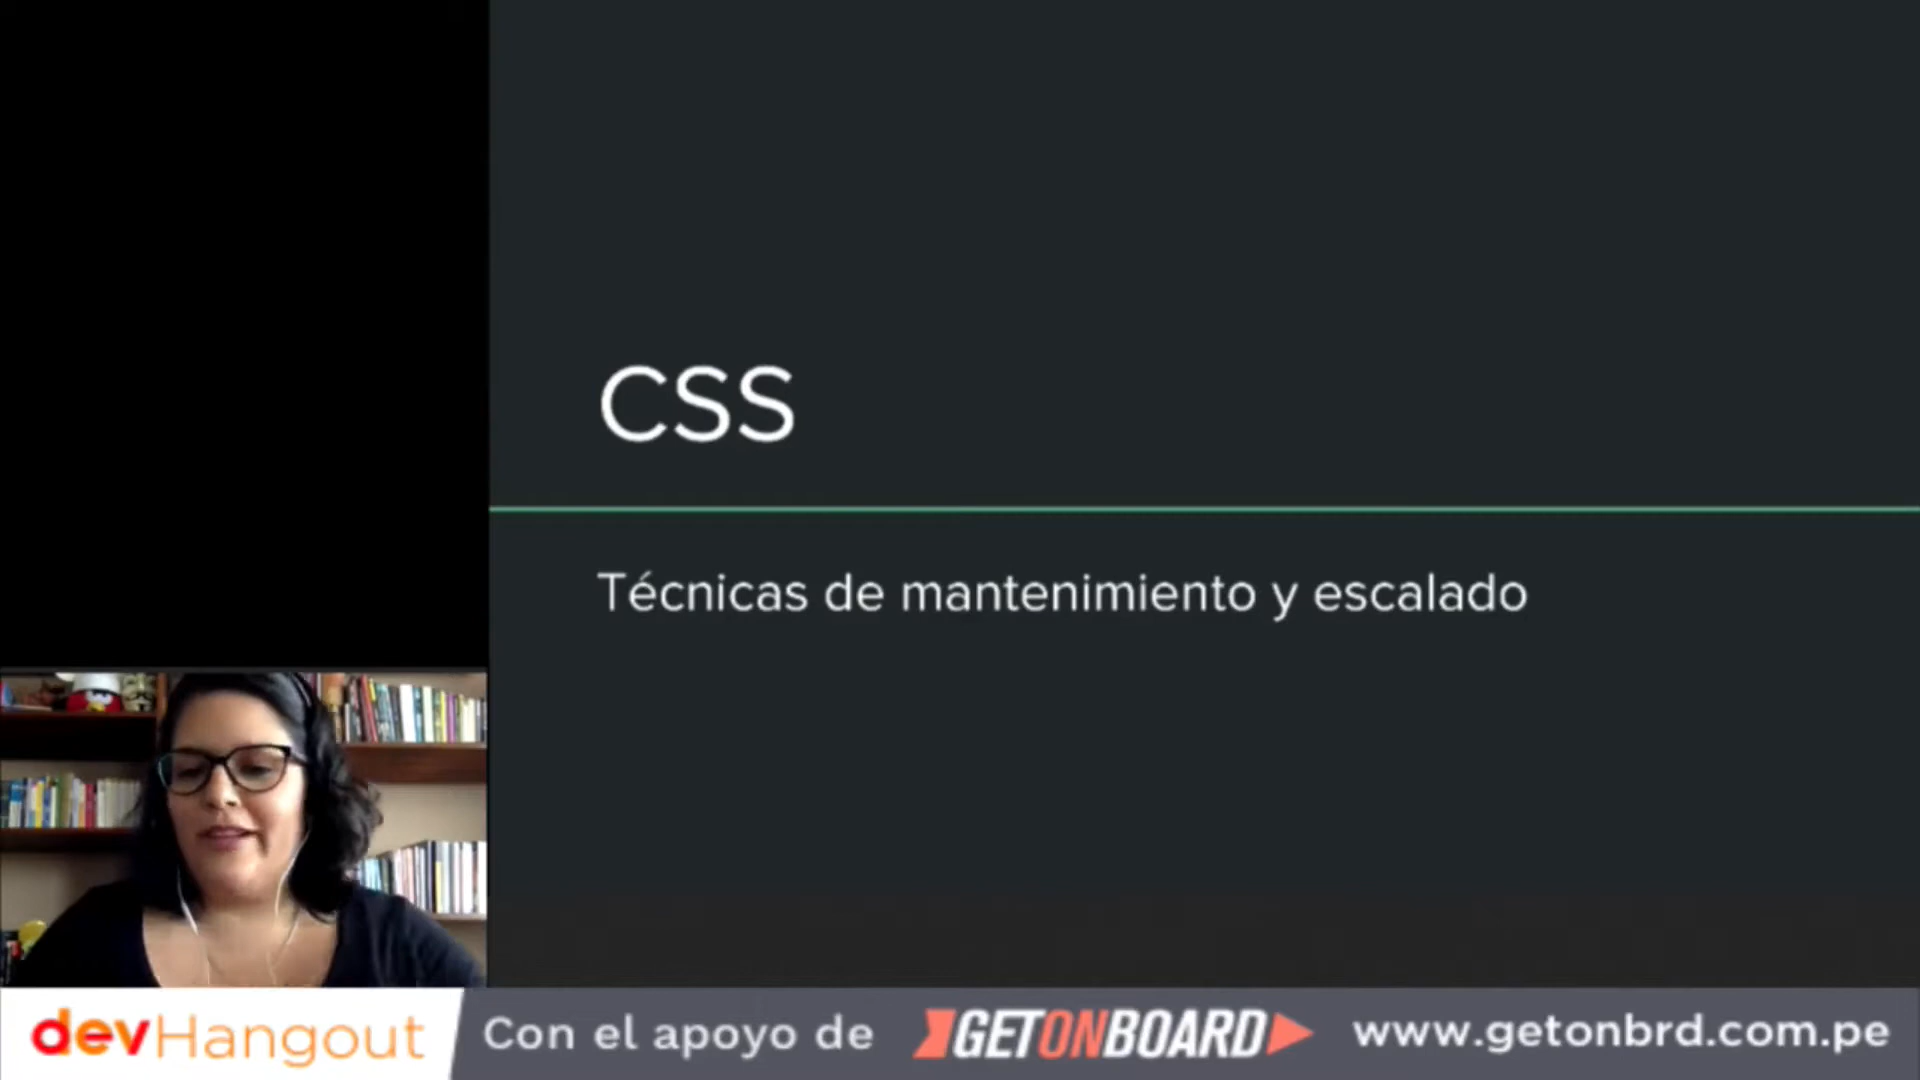 CSS
Técnicas de mantenimiento y escalado
devHangout
Con el apoyo de
GETONBOARD
www.getonbrd.com.pe